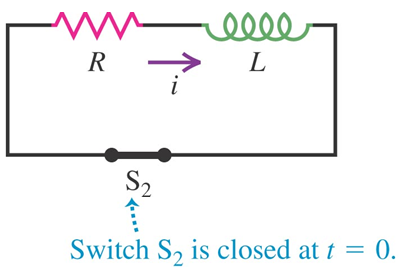 R
i
L
S₂
Switch S₂ is closed at t = 0.